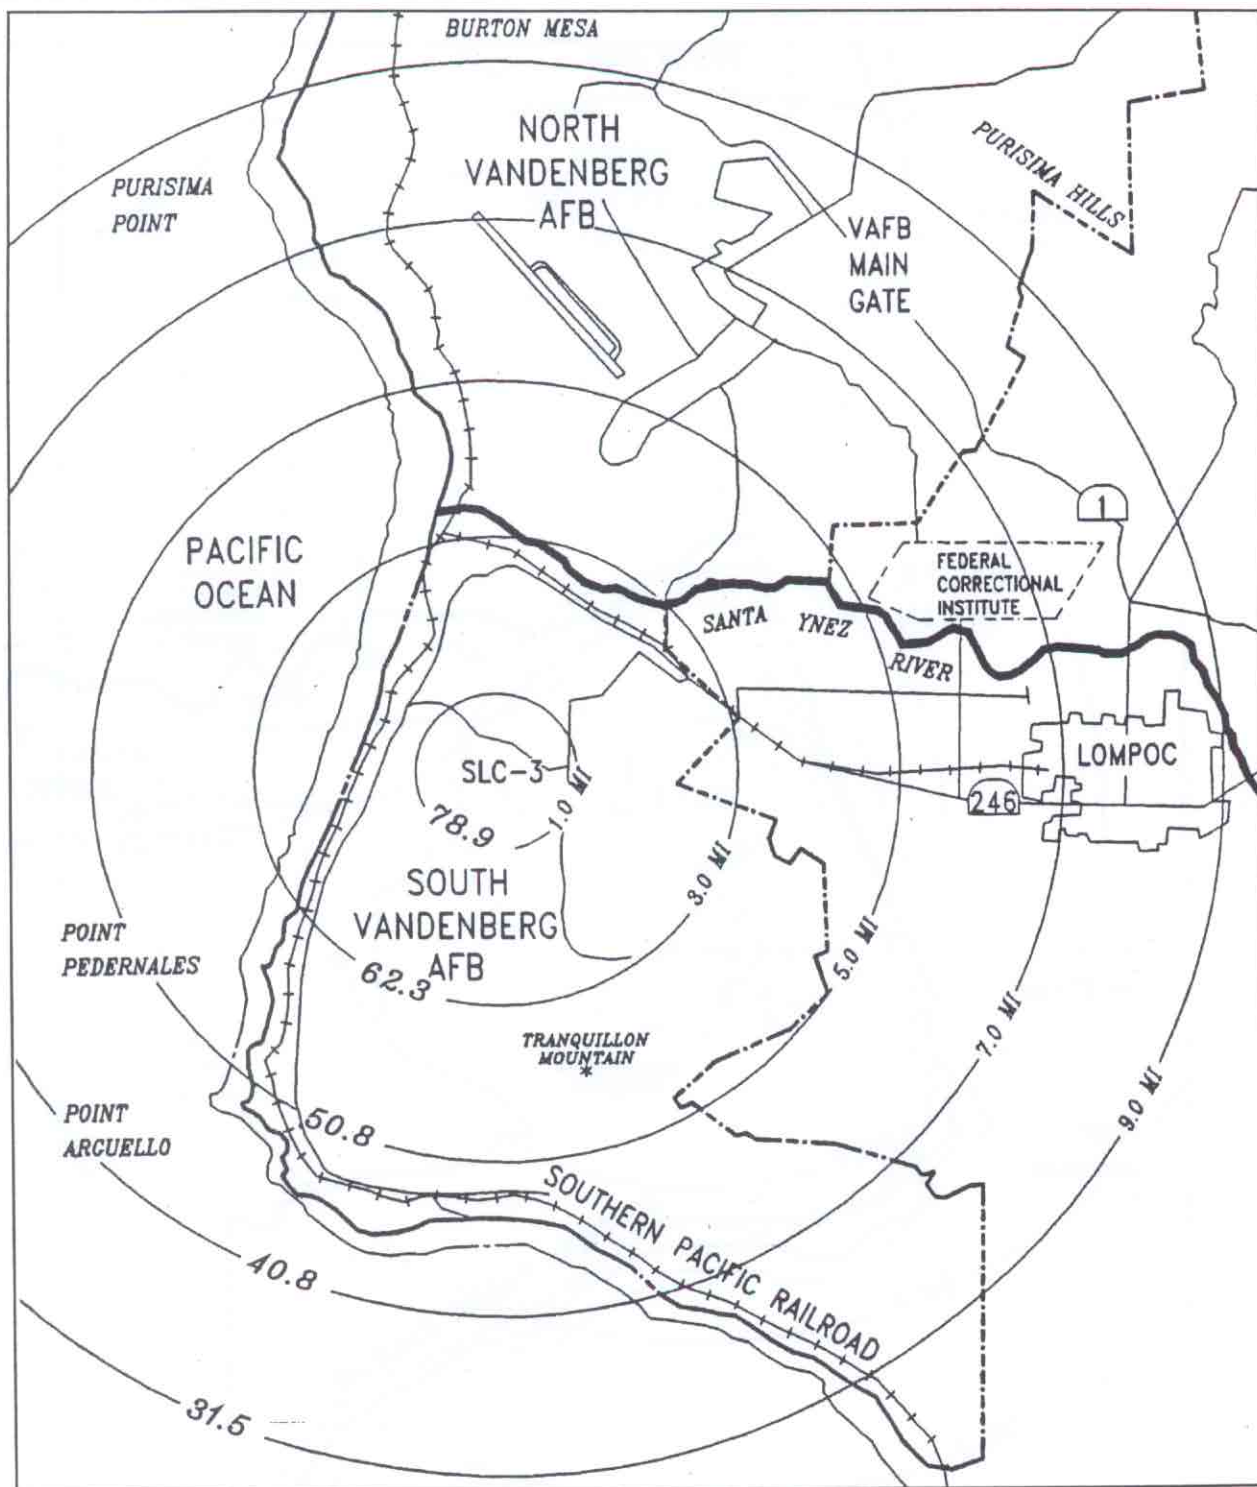 BURTON MESA
NORTH
VANDENBERG
AFB
PURISIMA HILLS
PURISIMA
POINT
VAFB
MAIN
GATE
1
PACIFIC
OCEAN
FEDERAL
CORRECTIONAL
INSTITUTE
SANTA YNEZ
RIVER
LOMPOC
SLC-3
246
78.9
1.0 MI
SOUTH
VANDENBERG
AFB
3.0 MI
POINT
PEDERNALES
62.3
5.0 MI
TRANQUILLON
MOUNTAIN
*
7.0 MI
9.0 MI
POINT
ARGUELLO
50.8
SOUTHERN PACIFIC RAILROAD
40.8
31.5